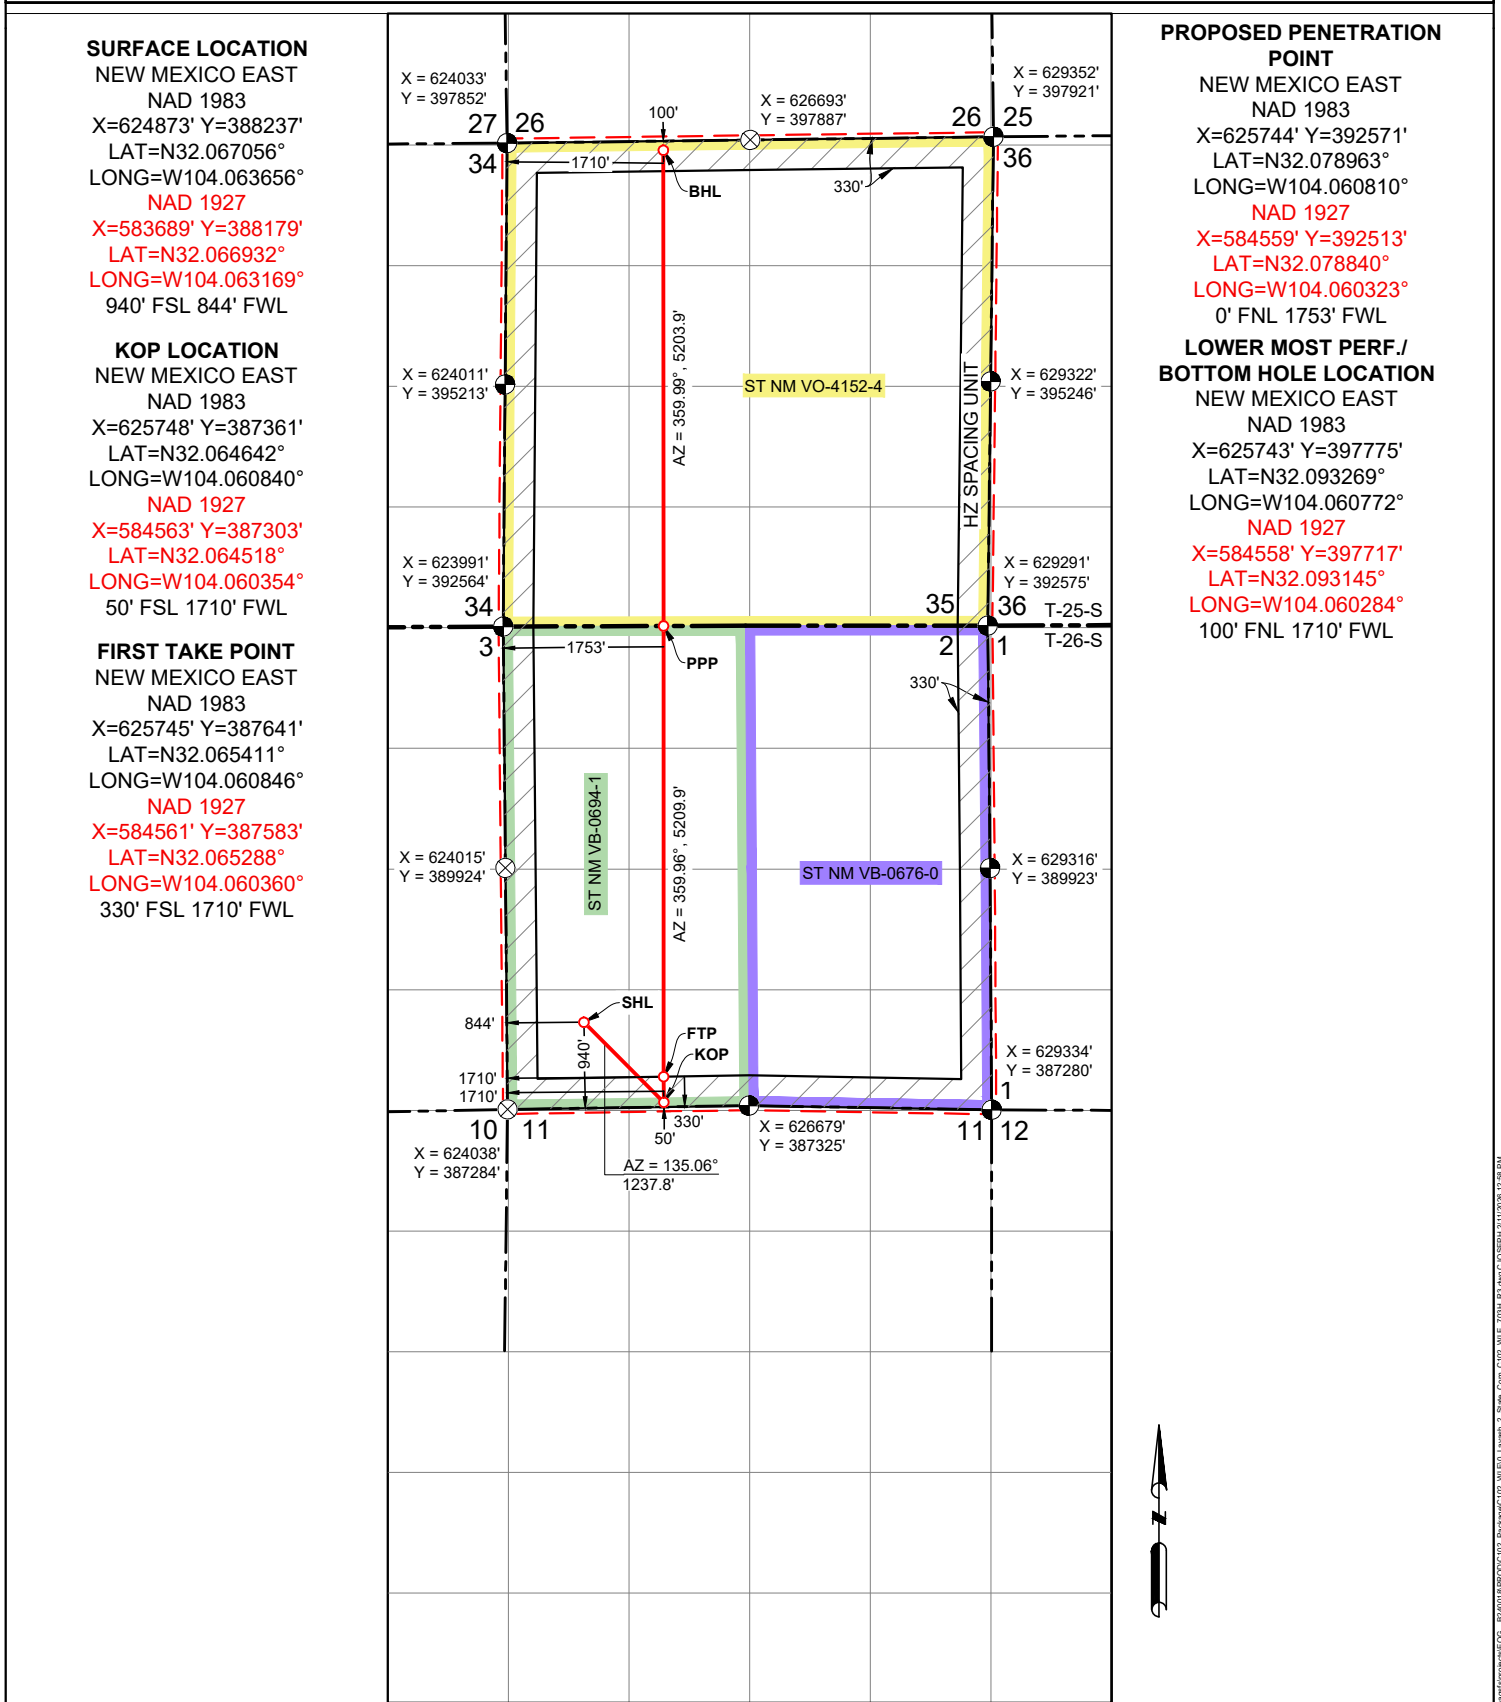 SURFACE LOCATION
NEW MEXICO EAST
NAD 1983
X=624873' Y=388237'
LAT=N32.067056°
LONG=W104.063656°
NAD 1927
X=583689' Y=388179'
LAT=N32.066932°
LONG=W104.063169°
940' FSL 844' FWL
KOP LOCATION
NEW MEXICO EAST
NAD 1983
X=625748' Y=387361'
LAT=N32.064642°
LONG=W104.060840°
NAD 1927
X=584563' Y=387303'
LAT=N32.064518°
LONG=W104.060354°
50' FSL 1710' FWL
FIRST TAKE POINT
NEW MEXICO EAST
NAD 1983
X=625745' Y=387641'
LAT=N32.065411°
LONG=W104.060846°
NAD 1927
X=584561' Y=387583'
LAT=N32.065288°
LONG=W104.060360°
330' FSL 1710' FWL
X = 624033'
Y = 397852'
100'
X = 626693'
Y = 397887'
X = 629352'
Y = 397921'
27 26
26 25
34
36
1710'
BHL
330'
AZ = 359.99°, 5203.9'
X = 624011'
Y = 395213'
ST NM VO-4152-4
HZ SPACING UNIT
X = 629322'
Y = 395246'
X = 623991'
Y = 392564'
X = 629291'
Y = 392575'
34
35 36
T-25-S
3
1753'
PPP
2 1
T-26-S
330'
ST NM VB-0694-1
AZ = 359.96°, 5209.9'
X = 624015'
Y = 389924'
ST NM VB-0676-0
X = 629316'
Y = 389923'
SHL
844'
940'
FTP
KOP
1710'
1710'
X = 629334'
Y = 387280'
1
10 11
330'
50'
11 12
X = 624038'
Y = 387284'
X = 626679'
Y = 387325'
AZ = 135.06°
1237.8'
PROPOSED PENETRATION
POINT
NEW MEXICO EAST
NAD 1983
X=625744' Y=392571'
LAT=N32.078963°
LONG=W104.060810°
NAD 1927
X=584559' Y=392513'
LAT=N32.078840°
LONG=W104.060323°
0' FNL 1753' FWL
LOWER MOST PERF./
BOTTOM HOLE LOCATION
NEW MEXICO EAST
NAD 1983
X=625743' Y=397775'
LAT=N32.093269°
LONG=W104.060772°
NAD 1927
X=584558' Y=397717'
LAT=N32.093145°
LONG=W104.060284°
100' FNL 1710' FWL
N